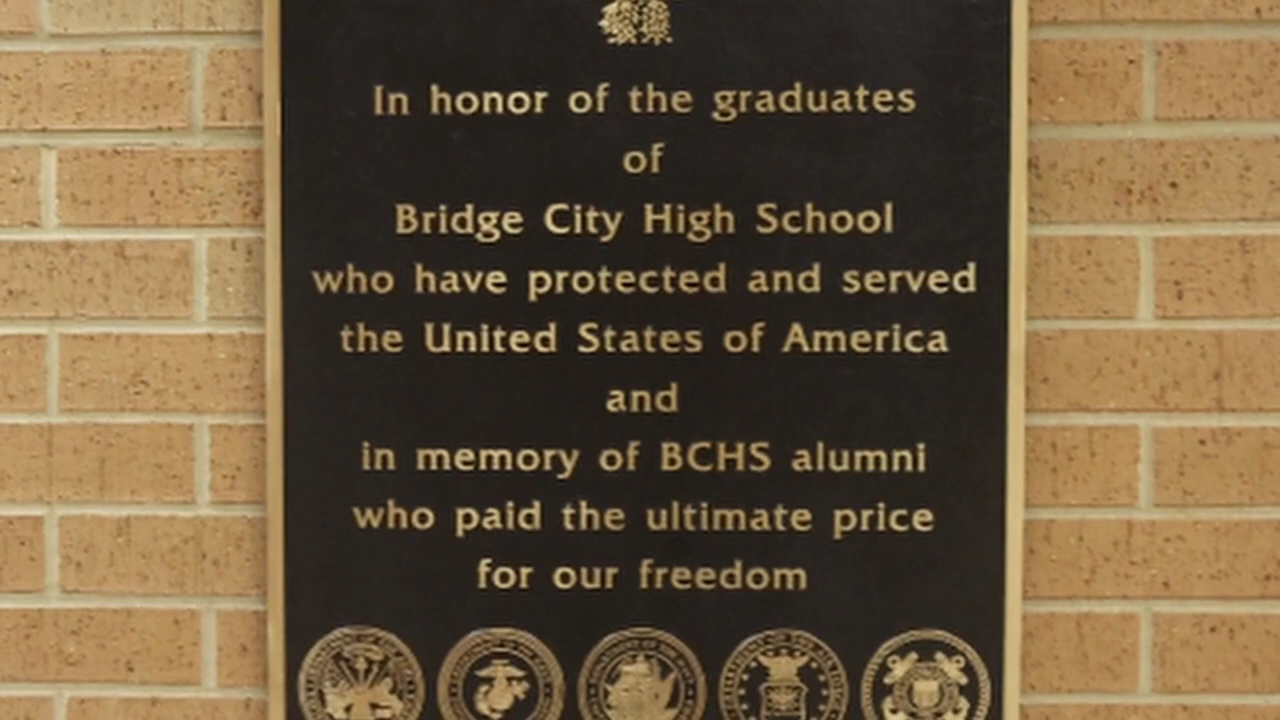 In honor of the graduates
of
Bridge City High School
who have protected and served
the United States of America
and
in memory of BCHS alumni
who paid the ultimate price
for our freedom